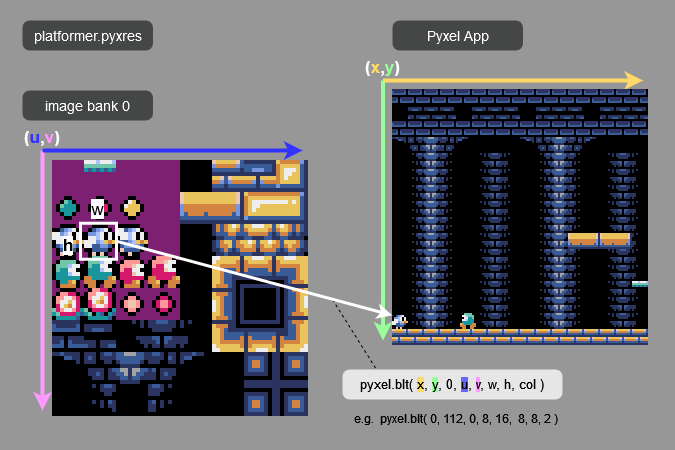 platformer.pyxres
Pyxel App
(x,y)
image bank 0
(u,v)
w
h
pyxel.blt( x, y, 0, u, v, w, h, col )
e.g. pyxel.blt( 0, 112, 0, 8, 16, 8, 8, 2 )